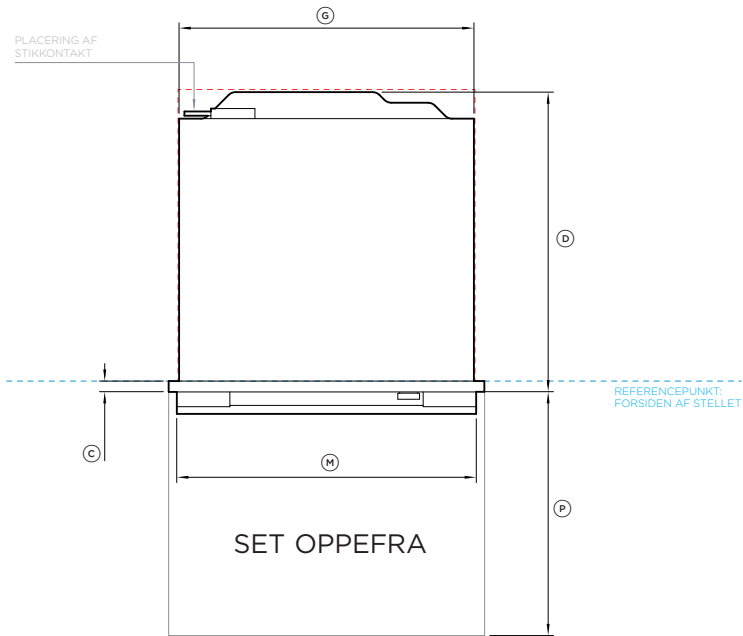 G
PLACERING AF
STIKKONTAKT
D
REFERENCEPUNKT:
FORSIDEN AF STELLET
C
M
P
SET OPPEFRA